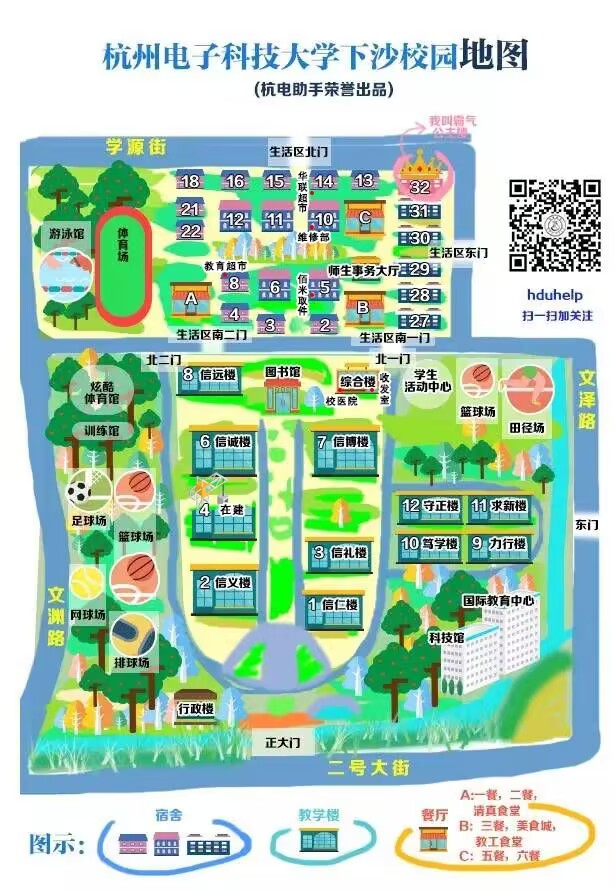 杭州电子科技大学下沙校园地图
(杭电助手荣誉出品)
我叫霸气
公主楼
学源街
生活区北门
18
16
15
华联超市
14
13
32
21
22
12
11
10
C
31
30
维修部
游泳馆
体育场
生活区东门
教育超市
师生事务大厅
29
A
8
6
佰米取件
5
B
28
4
3
2
27
hduhelp
扫一扫加关注
生活区南二门
生活区南一门
北二门
北一门
8 信远楼
图书馆
综合楼
收发室
校医院
学生
活动中心
篮球场
田径场
文泽路
炫酷
体育馆
训练馆
6 信诚楼
7 信博楼
足球场
篮球场
4 在建
12 守正楼
11 求新楼
东门
3 信礼楼
10 笃学楼
9 力行楼
文渊路
网球场
2 信义楼
1 信仁楼
国际教育中心
排球场
科技馆
行政楼
正大门
二号大街
图示:
宿舍
教学楼
餐厅
A:一餐,二餐,
清真食堂
B: 三餐,美食城,
教工食堂
C: 五餐,六餐